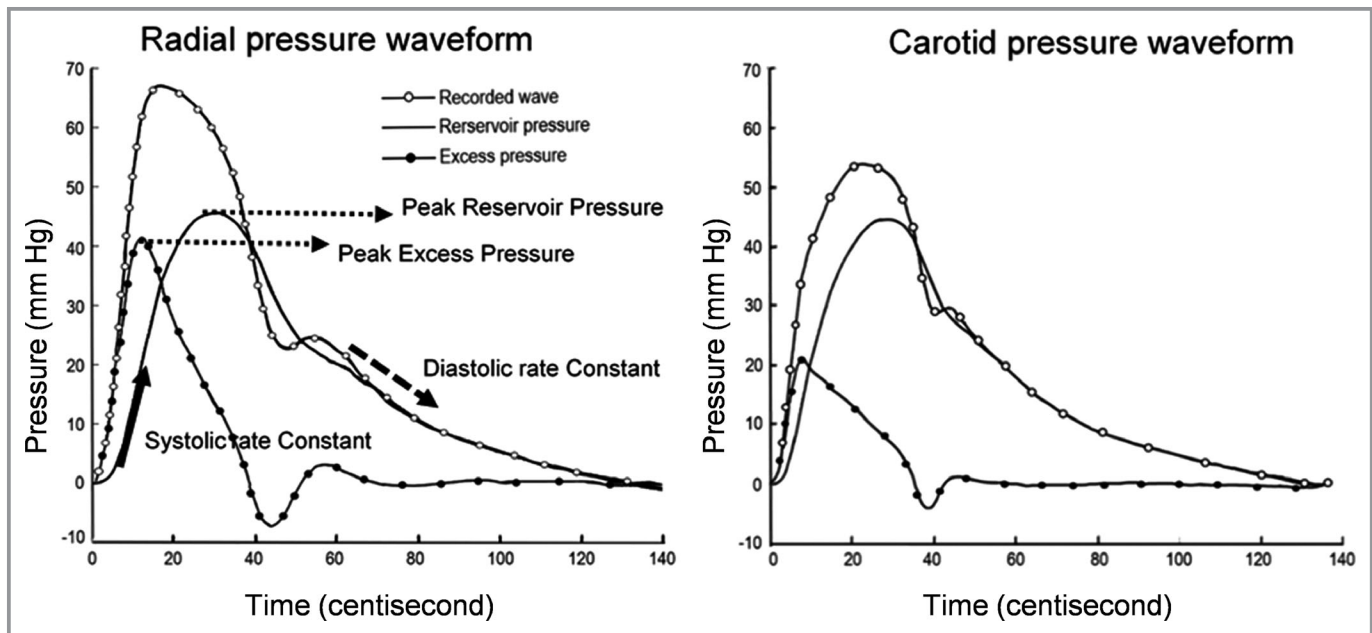 Radial pressure waveform
Pressure (mm Hg)
70
60
50
40
30
20
10
0
-10
Recorded wave
Rerservoir pressure
Excess pressure
Peak Reservoir Pressure
Peak Excess Pressure
Diastolic rate Constant
Systolic rate Constant
0 20 40 60 80 100 120 140
Time (centisecond)
Carotid pressure waveform
Pressure (mm Hg)
70
60
50
40
30
20
10
0
-10
0 20 40 60 80 100 120 140
Time (centisecond)